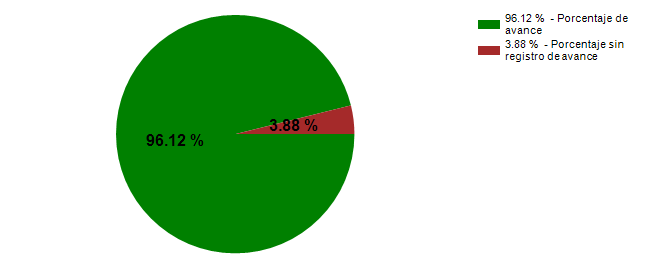 96.12 %
3.88 %
96.12 % - Porcentaje de
avance
3.88 % - Porcentaje sin
registro de avance